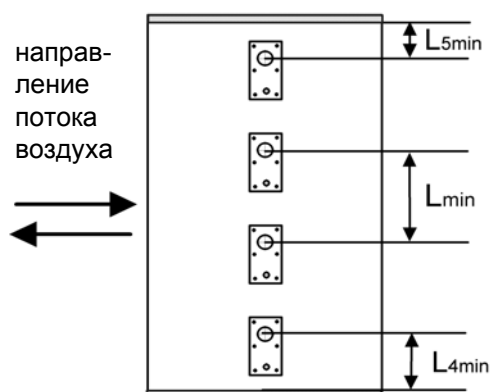 направ-
ление
потока
воздуха
L5min
Lmin
L4min